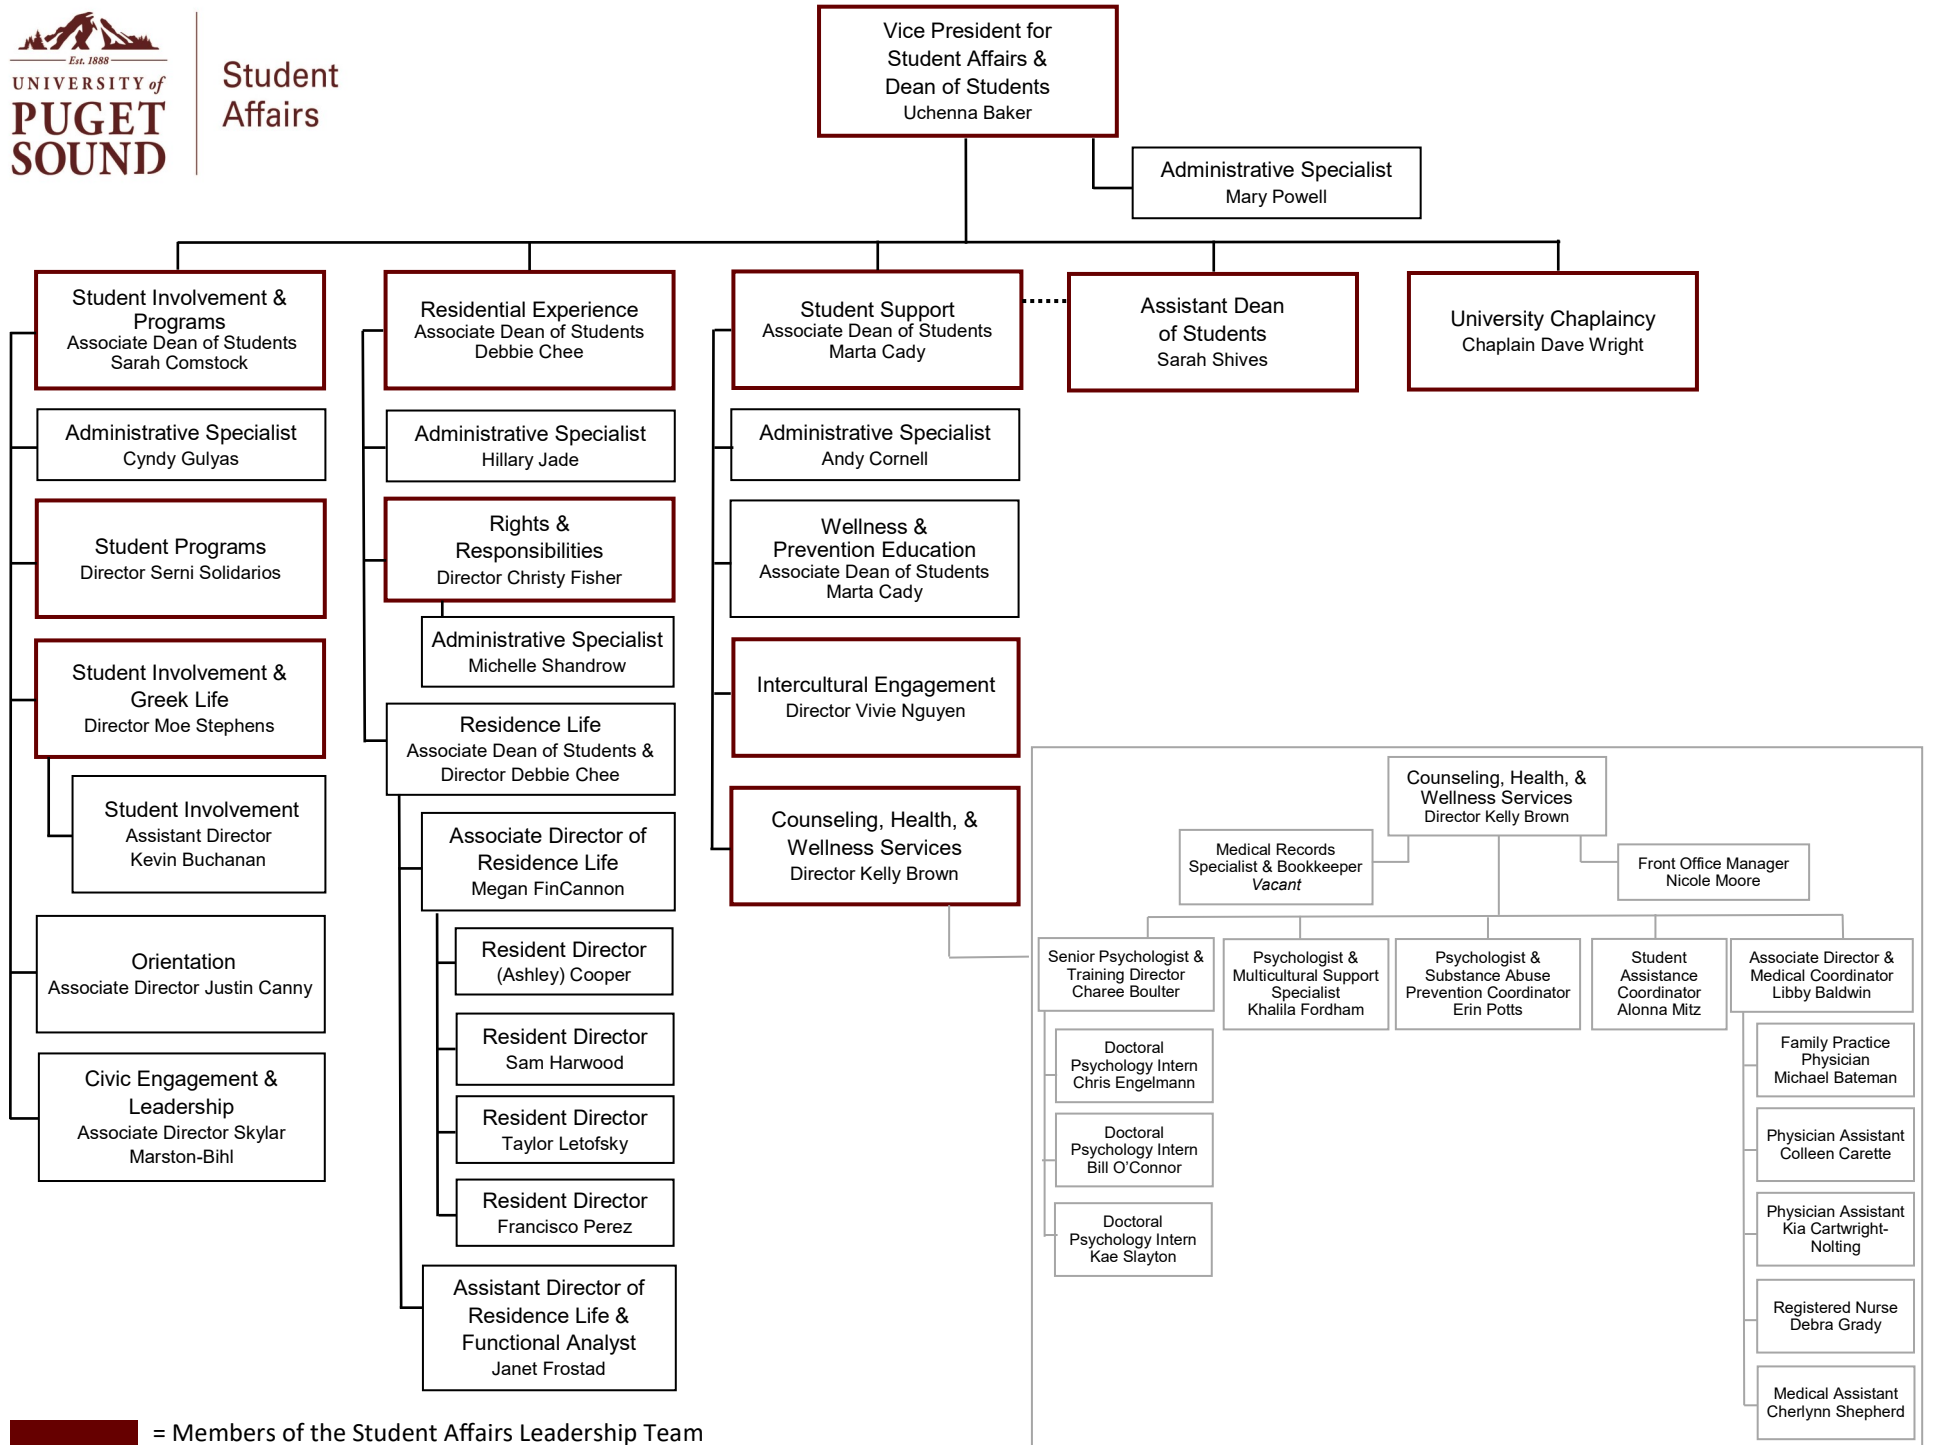 Est. 1888
UNIVERSITY of
PUGET
SOUND
Student
Affairs
Vice President for
Student Affairs &
Dean of Students
Uchenna Baker
Administrative Specialist
Mary Powell
Student Involvement &
Programs
Associate Dean of Students
Sarah Comstock
Administrative Specialist
Cyndy Gulyas
Student Programs
Director Serni Solidarios
Student Involvement &
Greek Life
Director Moe Stephens
Student Involvement
Assistant Director
Kevin Buchanan
Orientation
Associate Director Justin Canny
Civic Engagement &
Leadership
Associate Director Skylar
Marston-Bihl
Residential Experience
Associate Dean of Students
Debbie Chee
Administrative Specialist
Hillary Jade
Rights &
Responsibilities
Director Christy Fisher
Administrative Specialist
Michelle Shandrow
Residence Life
Associate Dean of Students &
Director Debbie Chee
Associate Director of
Residence Life
Megan FinCannon
Resident Director
(Ashley) Cooper
Resident Director
Sam Harwood
Resident Director
Taylor Letofsky
Resident Director
Francisco Perez
Assistant Director of
Residence Life &
Functional Analyst
Janet Frostad
Student Support
Associate Dean of Students
Marta Cady
Administrative Specialist
Andy Cornell
Wellness &
Prevention Education
Associate Dean of Students
Marta Cady
Intercultural Engagement
Director Vivie Nguyen
Counseling, Health, &
Wellness Services
Director Kelly Brown
Assistant Dean
of Students
Sarah Shives
University Chaplaincy
Chaplain Dave Wright
Counseling, Health, &
Wellness Services
Director Kelly Brown
Medical Records
Specialist & Bookkeeper
Vacant
Front Office Manager
Nicole Moore
Senior Psychologist &
Training Director
Charee Boulter
Doctoral
Psychology Intern
Chris Engelmann
Doctoral
Psychology Intern
Bill O’Connor
Doctoral
Psychology Intern
Kae Slayton
Psychologist &
Multicultural Support
Specialist
Khalila Fordham
Psychologist &
Substance Abuse
Prevention Coordinator
Erin Potts
Student
Assistance
Coordinator
Alonna Mitz
Associate Director &
Medical Coordinator
Libby Baldwin
Family Practice
Physician
Michael Bateman
Physician Assistant
Colleen Carette
Physician Assistant
Kia Cartwright-
Nolting
Registered Nurse
Debra Grady
Medical Assistant
Cherlynn Shepherd
= Members of the Student Affairs Leadership Team